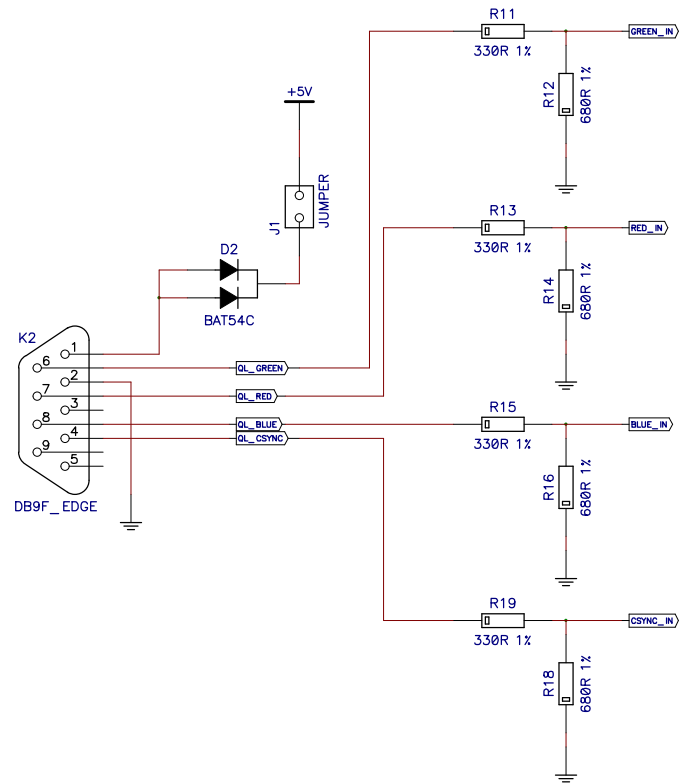 R11
330R 1%
GREEN_IN
R12
680R 1%
+5V
J1
JUMPER
R13
330R 1%
RED_IN
R14
680R 1%
D2
BAT54C
K2
1
6
2
7
3
8
4
9
5
DB9F_EDGE
QL_GREEN
QL_RED
QL_BLUE
QL_CSYNC
R15
330R 1%
BLUE_IN
R16
680R 1%
R19
330R 1%
CSYNC_IN
R18
680R 1%